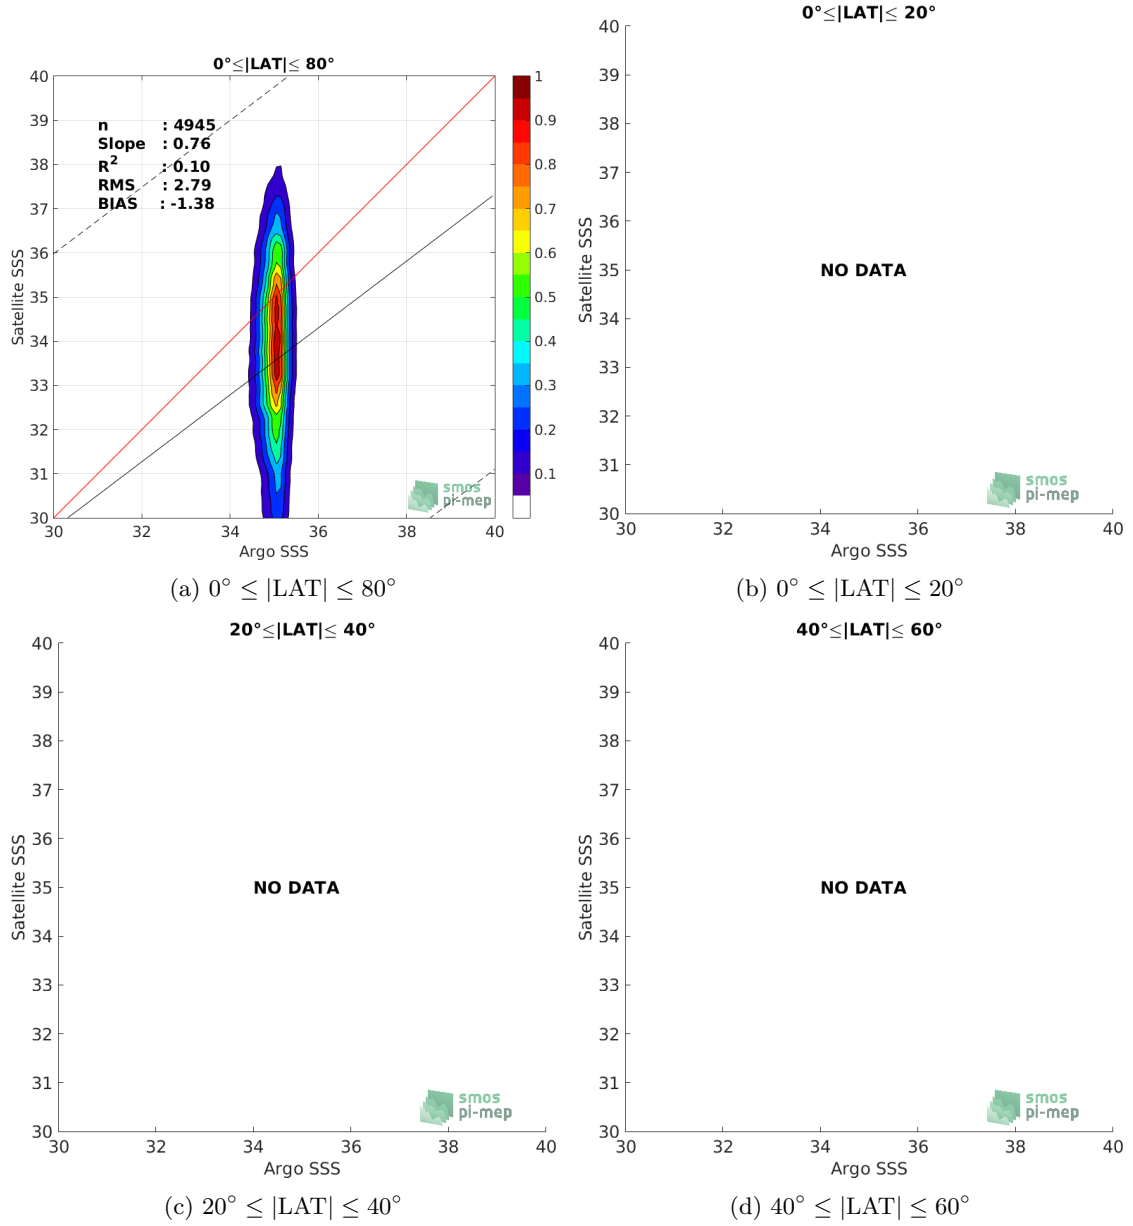 0°≤|LAT|≤ 80°
n : 4945
Slope : 0.76
R² : 0.10
RMS : 2.79
BIAS : -1.38
40
39
38
37
36
35
34
33
32
31
30
30 32 34 36 38 40
Satellite SSS
Argo SSS
1
0.9
0.8
0.7
0.6
0.5
0.4
0.3
0.2
0.1
smos
pi-mep
(a) 0° ≤ |LAT| ≤ 80°
0°≤|LAT|≤ 20°
40
39
38
37
36
35
34
33
32
31
30
30 32 34 36 38 40
Satellite SSS
NO DATA
Argo SSS
smos
pi-mep
(b) 0° ≤ |LAT| ≤ 20°
20°≤|LAT|≤ 40°
40
39
38
37
36
35
34
33
32
31
30
30 32 34 36 38 40
Satellite SSS
NO DATA
Argo SSS
smos
pi-mep
(c) 20° ≤ |LAT| ≤ 40°
40°≤|LAT|≤ 60°
40
39
38
37
36
35
34
33
32
31
30
30 32 34 36 38 40
Satellite SSS
NO DATA
Argo SSS
smos
pi-mep
(d) 40° ≤ |LAT| ≤ 60°